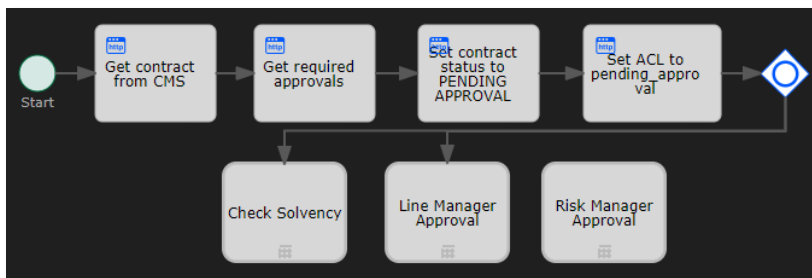 http
Get contract
from CMS
http
Get required
approvals
http
Set contract
status to
PENDING
APPROVAL
http
Set ACL to
pending_appro
val
Start
Check Solvency
Line Manager
Approval
Risk Manager
Approval